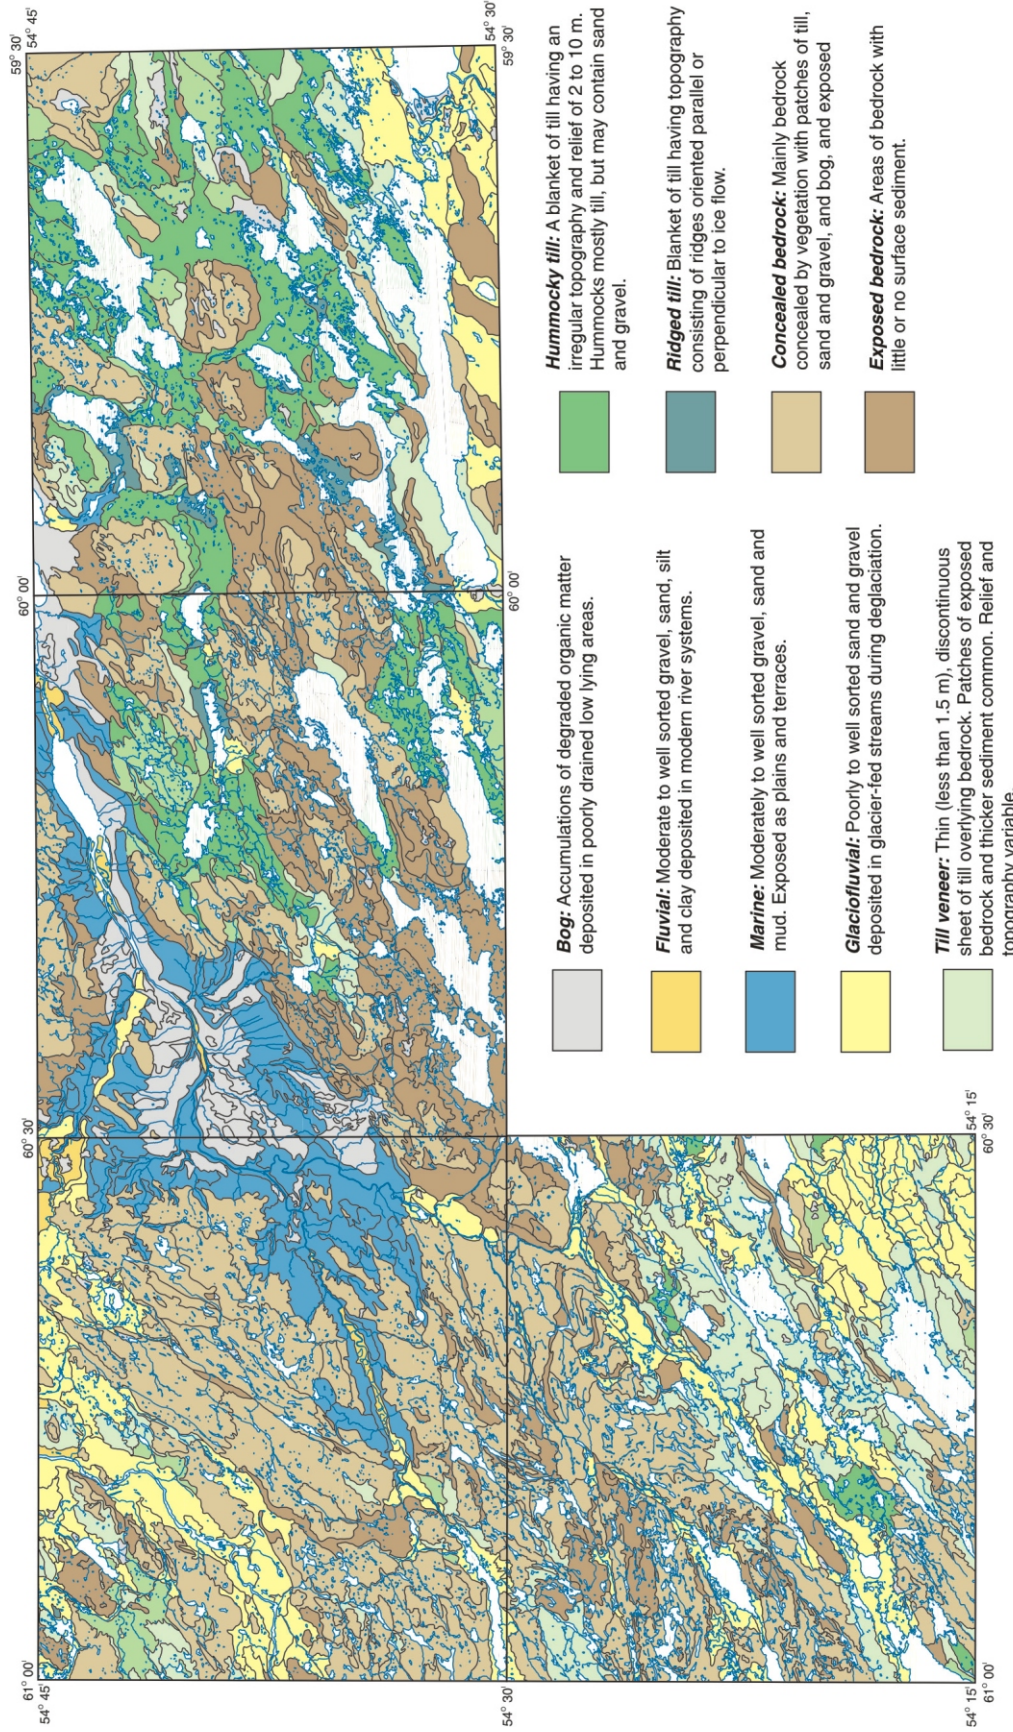 61° 00'
60° 30'
60° 00'
59° 30'
54° 45'
54° 45'
54° 30'
54° 30'
59° 30'
60° 00'
54° 15'
61° 00'
54° 15'
60° 30'
Bog: Accumulations of degraded organic matter
deposited in poorly drained low lying areas.
Fluvial: Moderate to well sorted gravel, sand, silt
and clay deposited in modern river systems.
Marine: Moderately to well sorted gravel, sand and
mud. Exposed as plains and terraces.
Glaciofluvial: Poorly to well sorted sand and gravel
deposited in glacier-fed streams during deglaciation.
Till veneer: Thin (less than 1.5 m), discontinuous
sheet of till overlying bedrock. Patches of exposed
bedrock and thicker sediment common. Relief and
topography variable.
Hummocky till: A blanket of till having an
irregular topography and relief of 2 to 10 m.
Hummocks mostly till, but may contain sand
and gravel.
Ridged till: Blanket of till having topography
consisting of ridges oriented parallel or
perpendicular to ice flow.
Concealed bedrock: Mainly bedrock
concealed by vegetation with patches of till,
sand and gravel, and bog, and exposed
Exposed bedrock: Areas of bedrock with
little or no surface sediment.